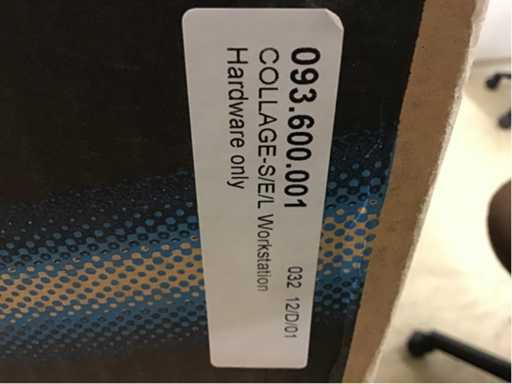 093.600.001 032 12/D/01
COLLAGE-S/E/L Workstation
Hardware only